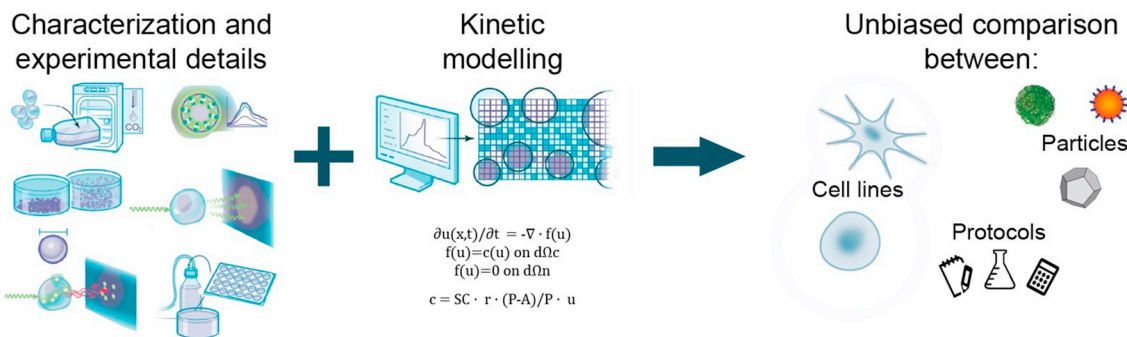 Characterization and
experimental details
Kinetic
modelling
Unbiased comparison
between:
CO₂
Particles
Cell lines
Protocols
∂u(x,t)/∂t = -∇ · f(u)
f(u)=c(u) on dΩc
f(u)=0 on dΩn
c = SC · r · (P-A)/P · u